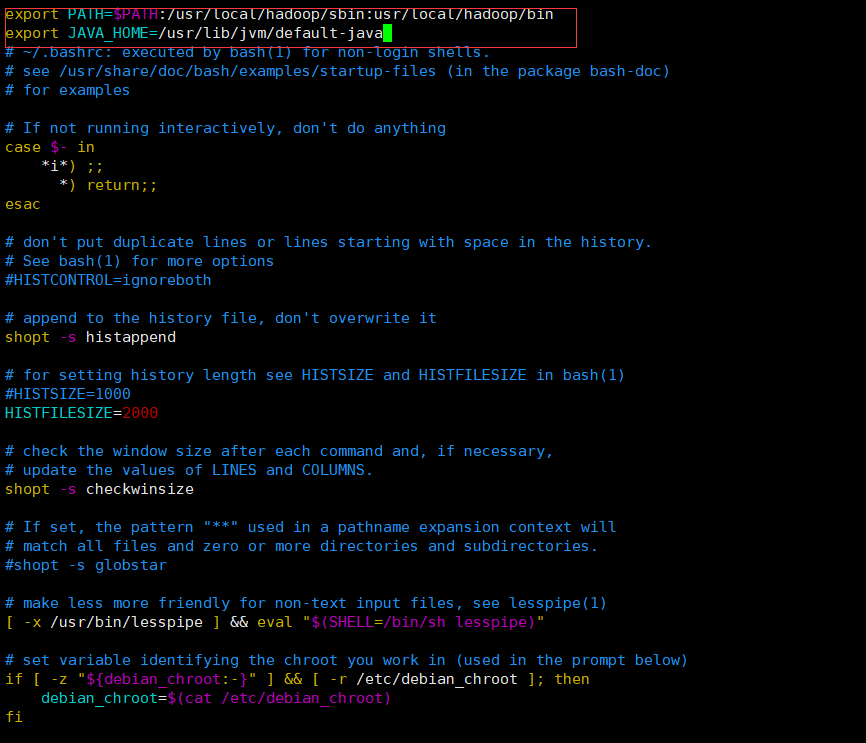 export PATH=$PATH:/usr/local/hadoop/sbin:usr/local/hadoop/bin
export JAVA_HOME=/usr/lib/jvm/default-java
# ~/.bashrc: executed by bash(1) for non-login shells.
# see /usr/share/doc/bash/examples/startup-files (in the package bash-doc)
# for examples
# If not running interactively, don't do anything
case $- in
    *i*) ;;
      *) return;;
esac
# don't put duplicate lines or lines starting with space in the history.
# See bash(1) for more options
#HISTCONTROL=ignoreboth
# append to the history file, don't overwrite it
shopt -s histappend
# for setting history length see HISTSIZE and HISTFILESIZE in bash(1)
#HISTSIZE=1000
HISTFILESIZE=2000
# check the window size after each command and, if necessary,
# update the values of LINES and COLUMNS.
shopt -s checkwinsize
# If set, the pattern "**" used in a pathname expansion context will
# match all files and zero or more directories and subdirectories.
#shopt -s globstar
# make less more friendly for non-text input files, see lesspipe(1)
[ -x /usr/bin/lesspipe ] && eval "$(SHELL=/bin/sh lesspipe)"
# set variable identifying the chroot you work in (used in the prompt below)
if [ -z "${debian_chroot:-}" ] && [ -r /etc/debian_chroot ]; then
    debian_chroot=$(cat /etc/debian_chroot)
fi